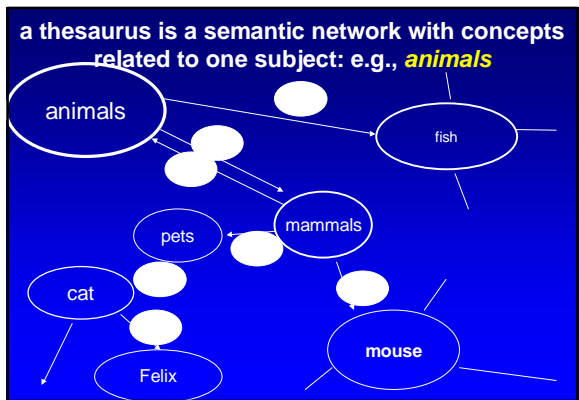 a thesaurus is a semantic network with concepts
related to one subject: e.g., animals
animals
fish
mammals
pets
cat
mouse
Felix